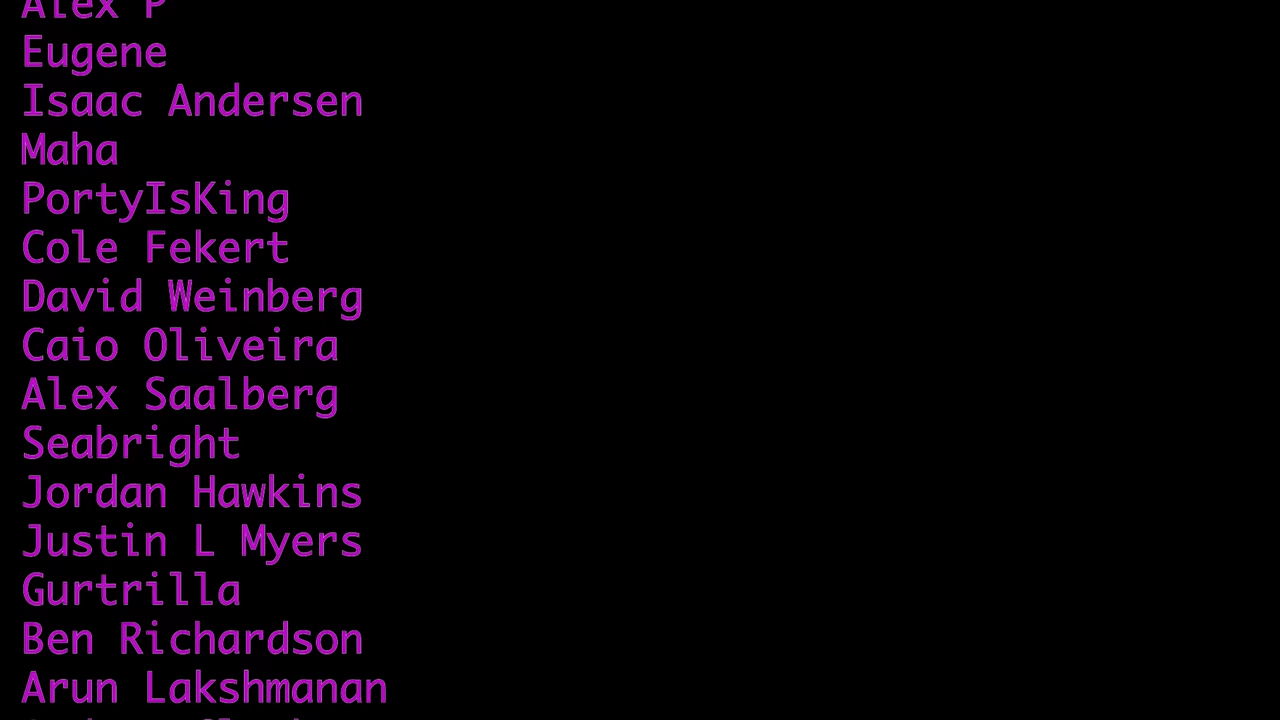 Alex P
Eugene
Isaac Andersen
Maha
PortyIsKing
Cole Fekert
David Weinberg
Caio Oliveira
Alex Saalberg
Seabright
Jordan Hawkins
Justin L Myers
Gurtrilla
Ben Richardson
Arun Lakshmanan